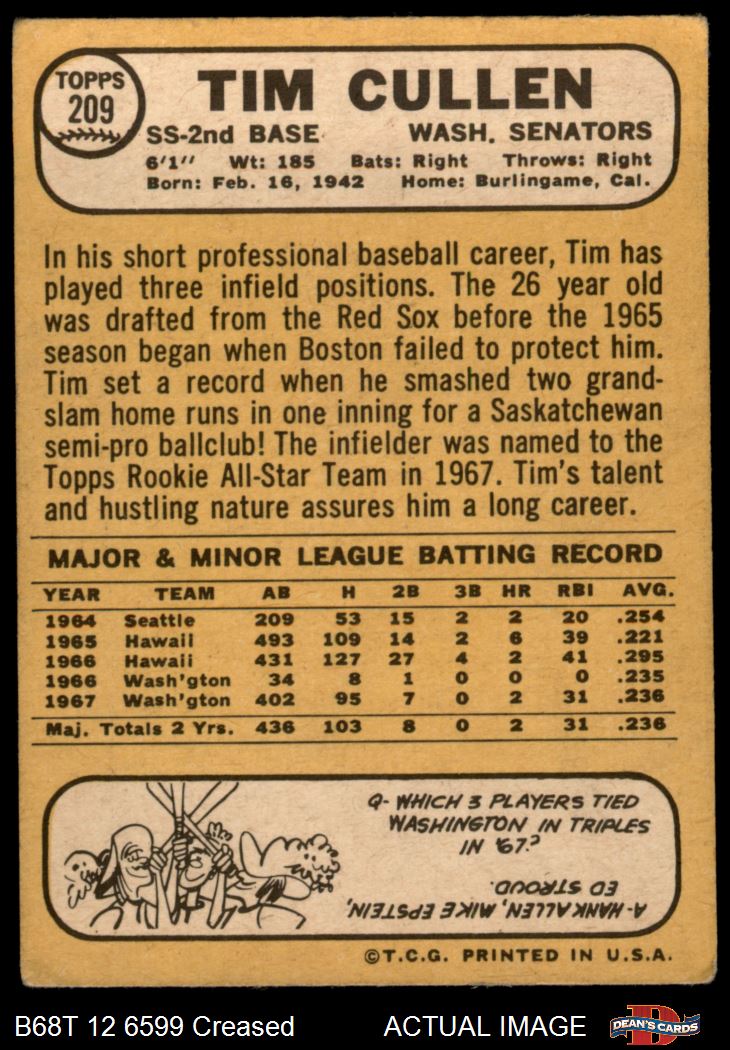 TOPPS
209
TIM CULLEN
SS-2nd BASE WASH. SENATORS
6'1" Wt: 185 Bats: Right Throws: Right
Born: Feb. 16, 1942 Home: Burlingame, Cal.
In his short professional baseball career, Tim has
played three infield positions. The 26 year old
was drafted from the Red Sox before the 1965
season began when Boston failed to protect him.
Tim set a record when he smashed two grand-
slam home runs in one inning for a Saskatchewan
semi-pro ballclub! The infielder was named to the
Topps Rookie All-Star Team in 1967. Tim's talent
and hustling nature assures him a long career.
MAJOR & MINOR LEAGUE BATTING RECORD
YEAR TEAM AB H 2B 3B HR RBI AVG.
1964 Seattle 209 53 15 2 2 20 .254
1965 Hawaii 493 109 14 2 6 39 .221
1966 Hawaii 431 127 27 4 2 41 .295
1966 Wash'gton 34 8 1 0 0 0 .235
1967 Wash'gton 402 95 7 0 2 31 .236
Maj. Totals 2 Yrs. 436 103 8 0 2 31 .236
Q- WHICH 3 PLAYERS TIED
WASHINGTON IN TRIPLES
IN '67?
A- HANK ALLEN, MIKE EPSTEIN,
ED STROUD.
©T.C.G. PRINTED IN U.S.A.
B68T 12 6599 Creased ACTUAL IMAGE DEAN'S CARDS